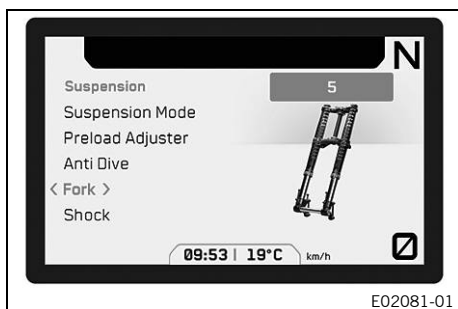 N
Suspension
5
Suspension Mode
Preload Adjuster
Anti Dive
< Fork >
Shock
09:53 | 19°C km/h
E02081-01